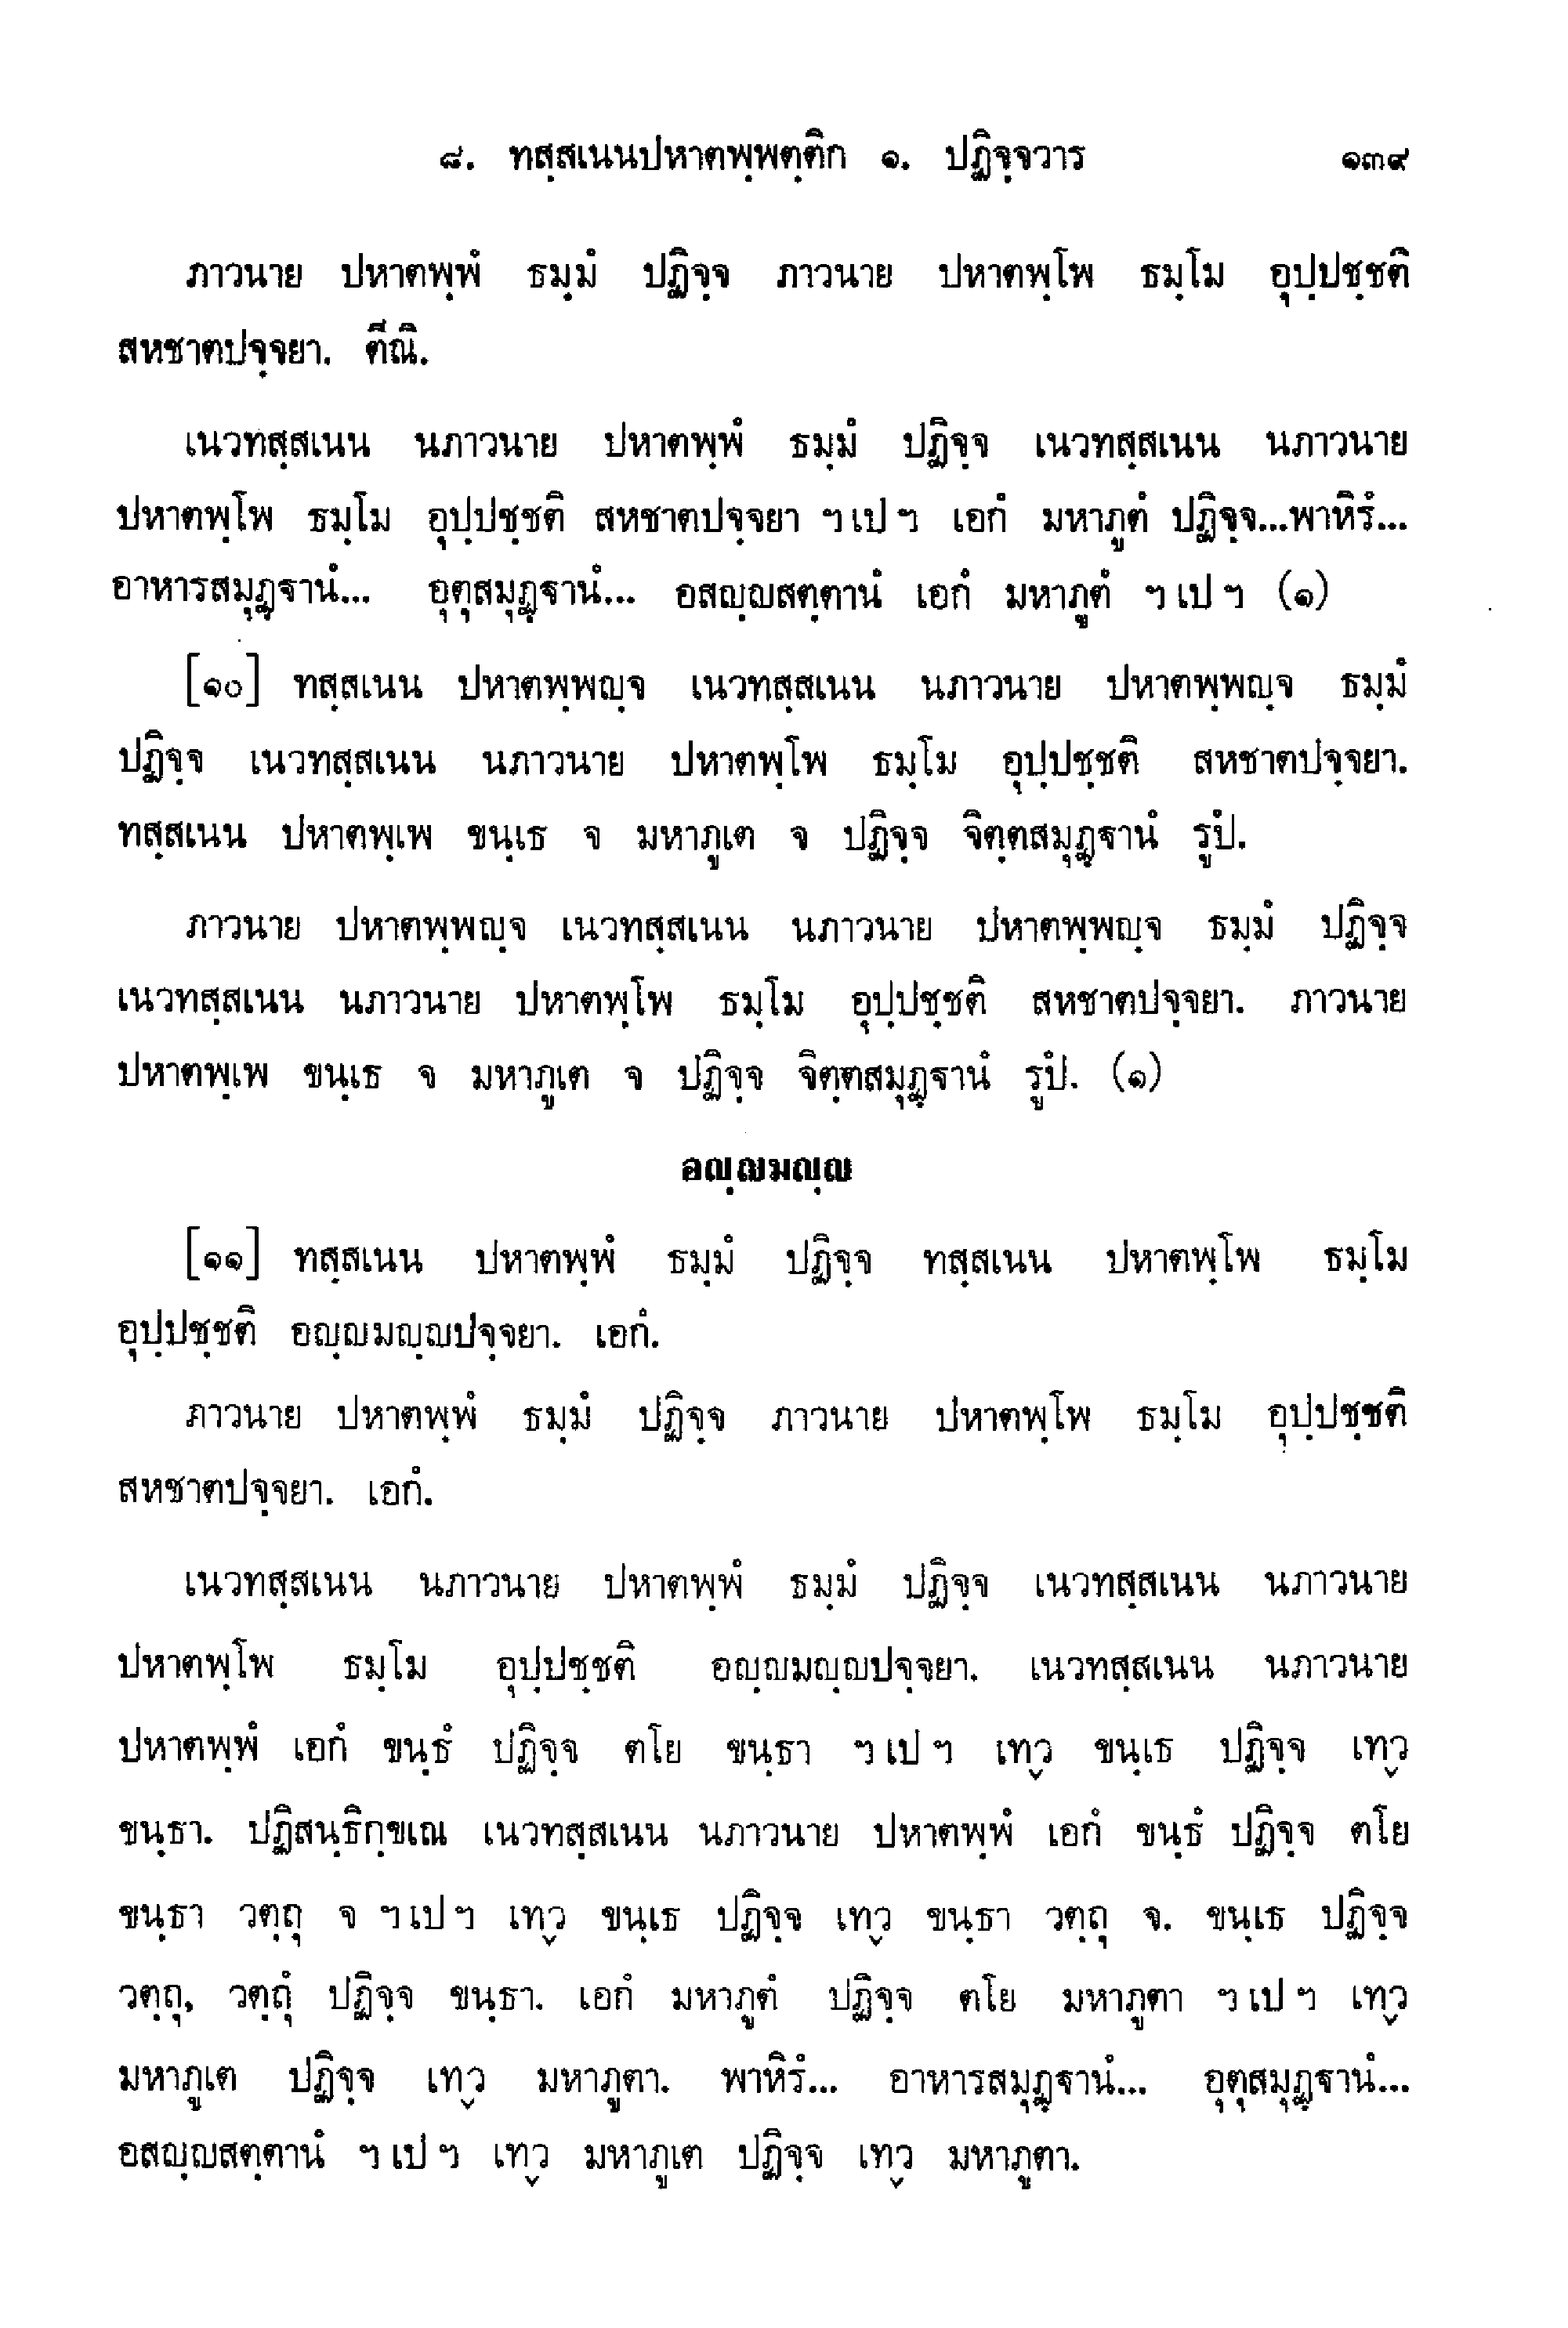 ๘. ทสฺสเนนปหาตพฺพตฺติก ๑. ปฏิจฺจวาร ๑๓๙
ภาวนาย ปหาตพฺพํ ธมฺมํ ปฏิจฺจ ภาวนาย ปหาตพฺโพ ธมฺโม อุปฺปชฺชติ
สหชาตปจฺจยา. ตีณิ.
เนวทสฺสเนน นภาวนาย ปหาตพฺพํ ธมฺมํ ปฏิจฺจ เนวทสฺสเนน นภาวนาย
ปหาตพฺโพ ธมฺโม อุปฺปชฺชติ สหชาตปจฺจยา ฯ เป ฯ เอกํ มหาภูตํ ปฏิจฺจ...พาหิรํ...
อาหารสมุฏฺฐานํ... อุตุสมุฏฺฐานํ... อสญฺญสตฺตานํ เอกํ มหาภูตํ ฯ เป ฯ (๑)
[๑๐] ทสฺสเนน ปหาตพฺพญฺจ เนวทสฺสเนน นภาวนาย ปหาตพฺพญฺจ ธมฺมํ
ปฏิจฺจ เนวทสฺสเนน นภาวนาย ปหาตพฺโพ ธมฺโม อุปฺปชฺชติ สหชาตปจฺจยา.
ทสฺสเนน ปหาตพฺเพ ขนฺเธ จ มหาภูเต จ ปฏิจฺจ จิตฺตสมุฏฺฐานํ รูปํ.
ภาวนาย ปหาตพฺพญฺจ เนวทสฺสเนน นภาวนาย ปหาตพฺพญฺจ ธมฺมํ ปฏิจฺจ
เนวทสฺสเนน นภาวนาย ปหาตพฺโพ ธมฺโม อุปฺปชฺชติ สหชาตปจฺจยา. ภาวนาย
ปหาตพฺเพ ขนฺเธ จ มหาภูเต จ ปฏิจฺจ จิตฺตสมุฏฺฐานํ รูปํ. (๑)
อญฺญมญฺญ
[๑๑] ทสฺสเนน ปหาตพฺพํ ธมฺมํ ปฏิจฺจ ทสฺสเนน ปหาตพฺโพ ธมฺโม
อุปฺปชฺชติ อญฺญมญฺญปจฺจยา. เอกํ.
ภาวนาย ปหาตพฺพํ ธมฺมํ ปฏิจฺจ ภาวนาย ปหาตพฺโพ ธมฺโม อุปฺปชฺชติ
สหชาตปจฺจยา. เอกํ.
เนวทสฺสเนน นภาวนาย ปหาตพฺพํ ธมฺมํ ปฏิจฺจ เนวทสฺสเนน นภาวนาย
ปหาตพฺโพ ธมฺโม อุปฺปชฺชติ อญฺญมญฺญปจฺจยา. เนวทสฺสเนน นภาวนาย
ปหาตพฺพํ เอกํ ขนฺธํ ปฏิจฺจ ตโย ขนฺธา ฯ เป ฯ เทฺว ขนฺเธ ปฏิจฺจ เทฺว
ขนฺธา. ปฏิสนฺธิกฺขเณ เนวทสฺสเนน นภาวนาย ปหาตพฺพํ เอกํ ขนฺธํ ปฏิจฺจ ตโย
ขนฺธา วตฺถุ จ ฯ เป ฯ เทฺว ขนฺเธ ปฏิจฺจ เทฺว ขนฺธา วตฺถุ จ. ขนฺเธ ปฏิจฺจ
วตฺถุ, วตฺถุํ ปฏิจฺจ ขนฺธา. เอกํ มหาภูตํ ปฏิจฺจ ตโย มหาภูตา ฯ เป ฯ เทฺว
มหาภูเต ปฏิจฺจ เทฺว มหาภูตา. พาหิรํ... อาหารสมุฏฺฐานํ... อุตุสมุฏฺฐานํ...
อสญฺญสตฺตานํ ฯ เป ฯ เทฺว มหาภูเต ปฏิจฺจ เทฺว มหาภูตา.